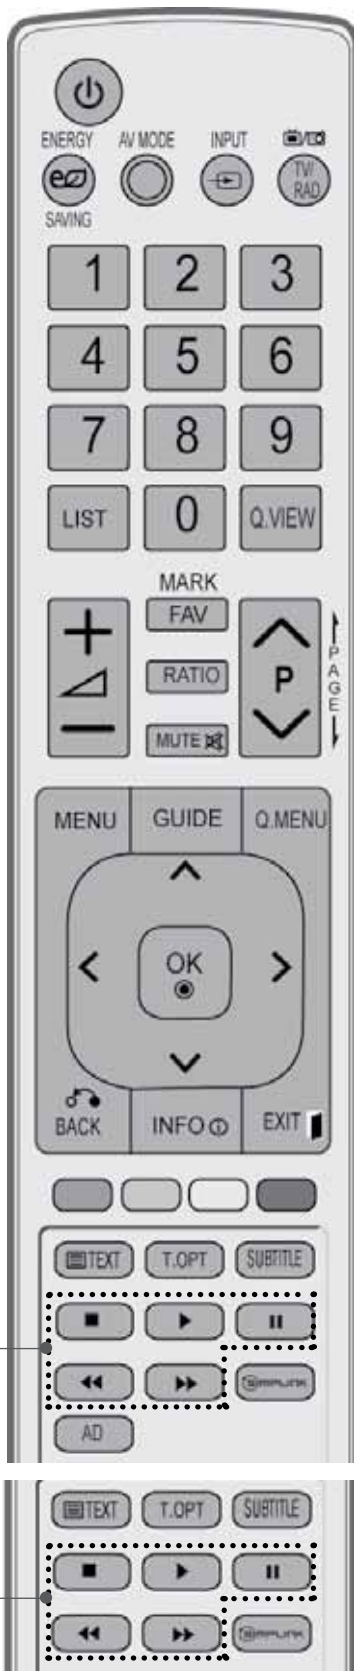 ENERGY AV MODE INPUT
TV/
RAD
SAVING
1 2 3
4 5 6
7 8 9
LIST 0 Q.VIEW
MARK
FAV
RATIO
P
PAGE
MUTE
MENU GUIDE Q.MENU
OK
BACK INFO EXIT
TEXT T.OPT SUBTITLE
SIMPLINK
AD
TEXT T.OPT SUBTITLE
SIMPLINK